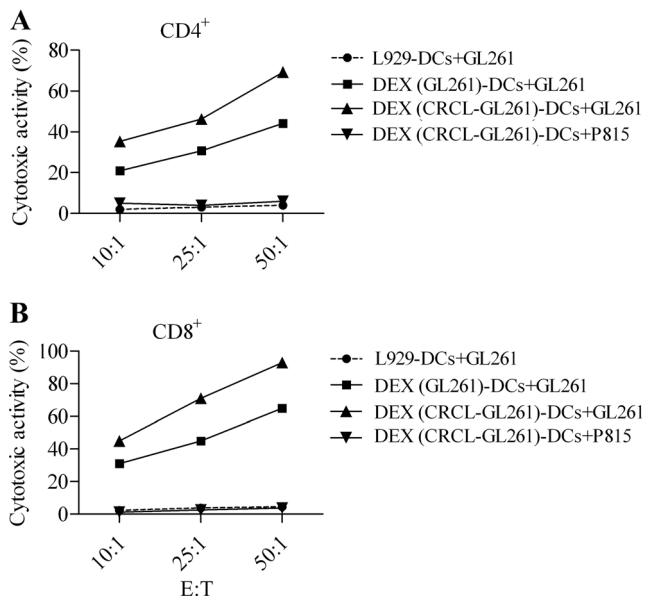 A
CD4+
Cytotoxic activity (%)
80
60
40
20
0
10:1
25:1
50:1
L929-DCs+GL261
DEX (GL261)-DCs+GL261
DEX (CRCL-GL261)-DCs+GL261
DEX (CRCL-GL261)-DCs+P815
B
CD8+
Cytotoxic activity (%)
100
80
60
40
20
0
10:1
25:1
50:1
E:T
L929-DCs+GL261
DEX (GL261)-DCs+GL261
DEX (CRCL-GL261)-DCs+GL261
DEX (CRCL-GL261)-DCs+P815